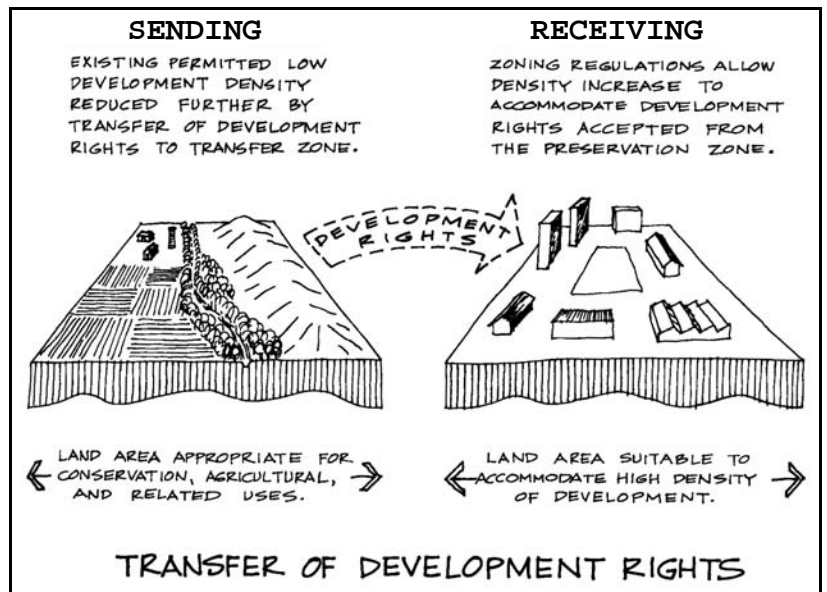 SENDING
EXISTING PERMITTED LOW
DEVELOPMENT DENSITY
REDUCED FURTHER BY
TRANSFER OF DEVELOPMENT
RIGHTS TO TRANSFER ZONE.
RECEIVING
ZONING REGULATIONS ALLOW
DENSITY INCREASE TO
ACCOMMODATE DEVELOPMENT
RIGHTS ACCEPTED FROM
THE PRESERVATION ZONE.
DEVELOPMENT
RIGHTS
LAND AREA APPROPRIATE FOR
CONSERVATION, AGRICULTURAL,
AND RELATED USES.
LAND AREA SUITABLE TO
ACCOMMODATE HIGH DENSITY
OF DEVELOPMENT.
TRANSFER OF DEVELOPMENT RIGHTS